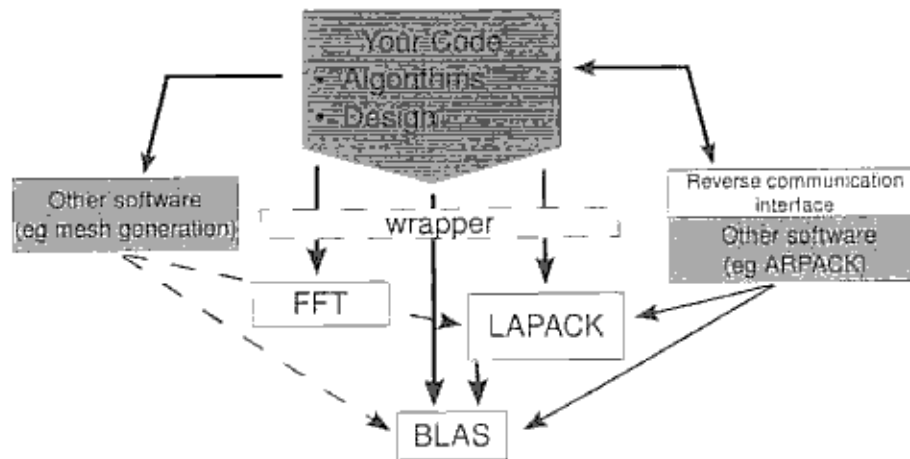 Your Code
• Algorithms
• Design
Other software
(eg mesh generation)
Reverse communication
interface
Other software
(eg ARPACK)
wrapper
FFT
LAPACK
BLAS